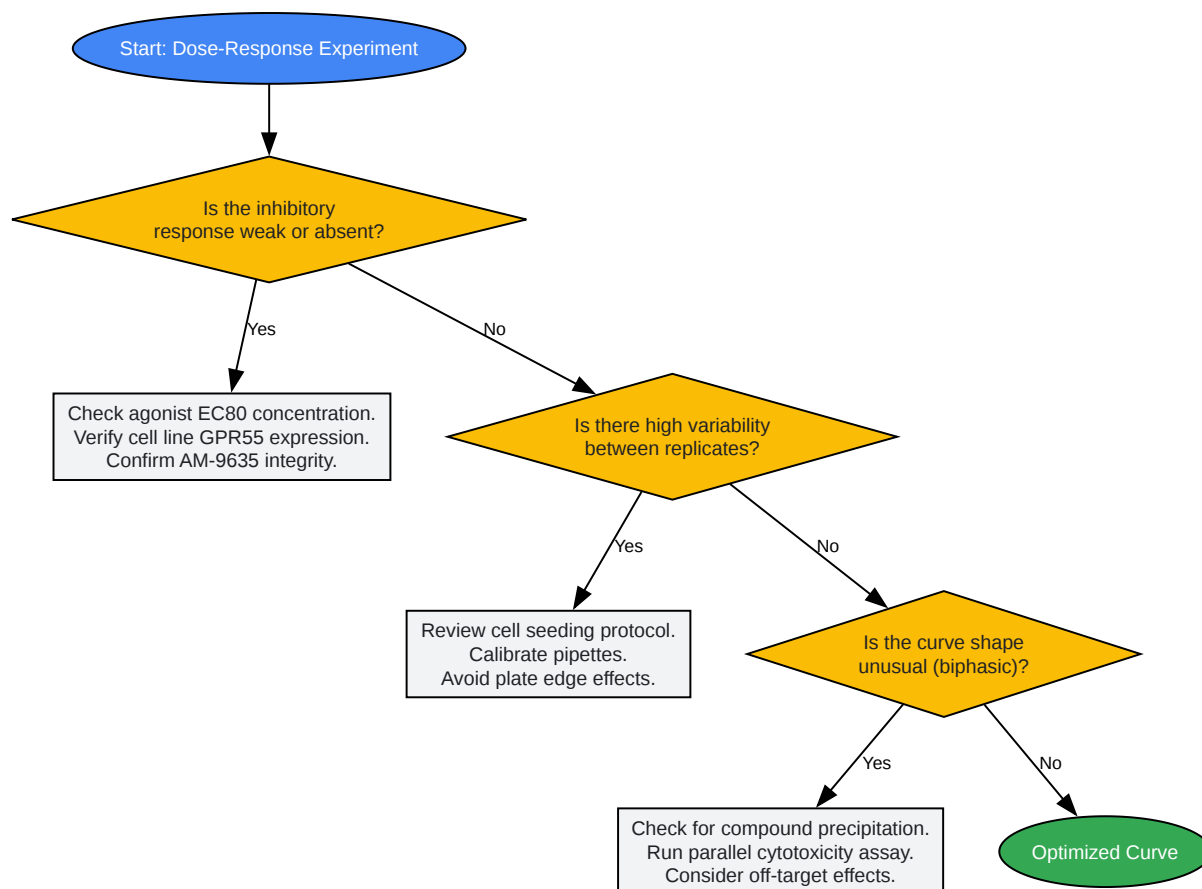 Start: Dose-Response Experiment
Is the inhibitory
response weak or absent?
Yes
No
Check agonist EC80 concentration.
Verify cell line GPR55 expression.
Confirm AM-9635 integrity.
Is there high variability
between replicates?
Yes
No
Review cell seeding protocol.
Calibrate pipettes.
Avoid plate edge effects.
Is the curve shape
unusual (biphasic)?
Yes
No
Check for compound precipitation.
Run parallel cytotoxicity assay.
Consider off-target effects.
Optimized Curve